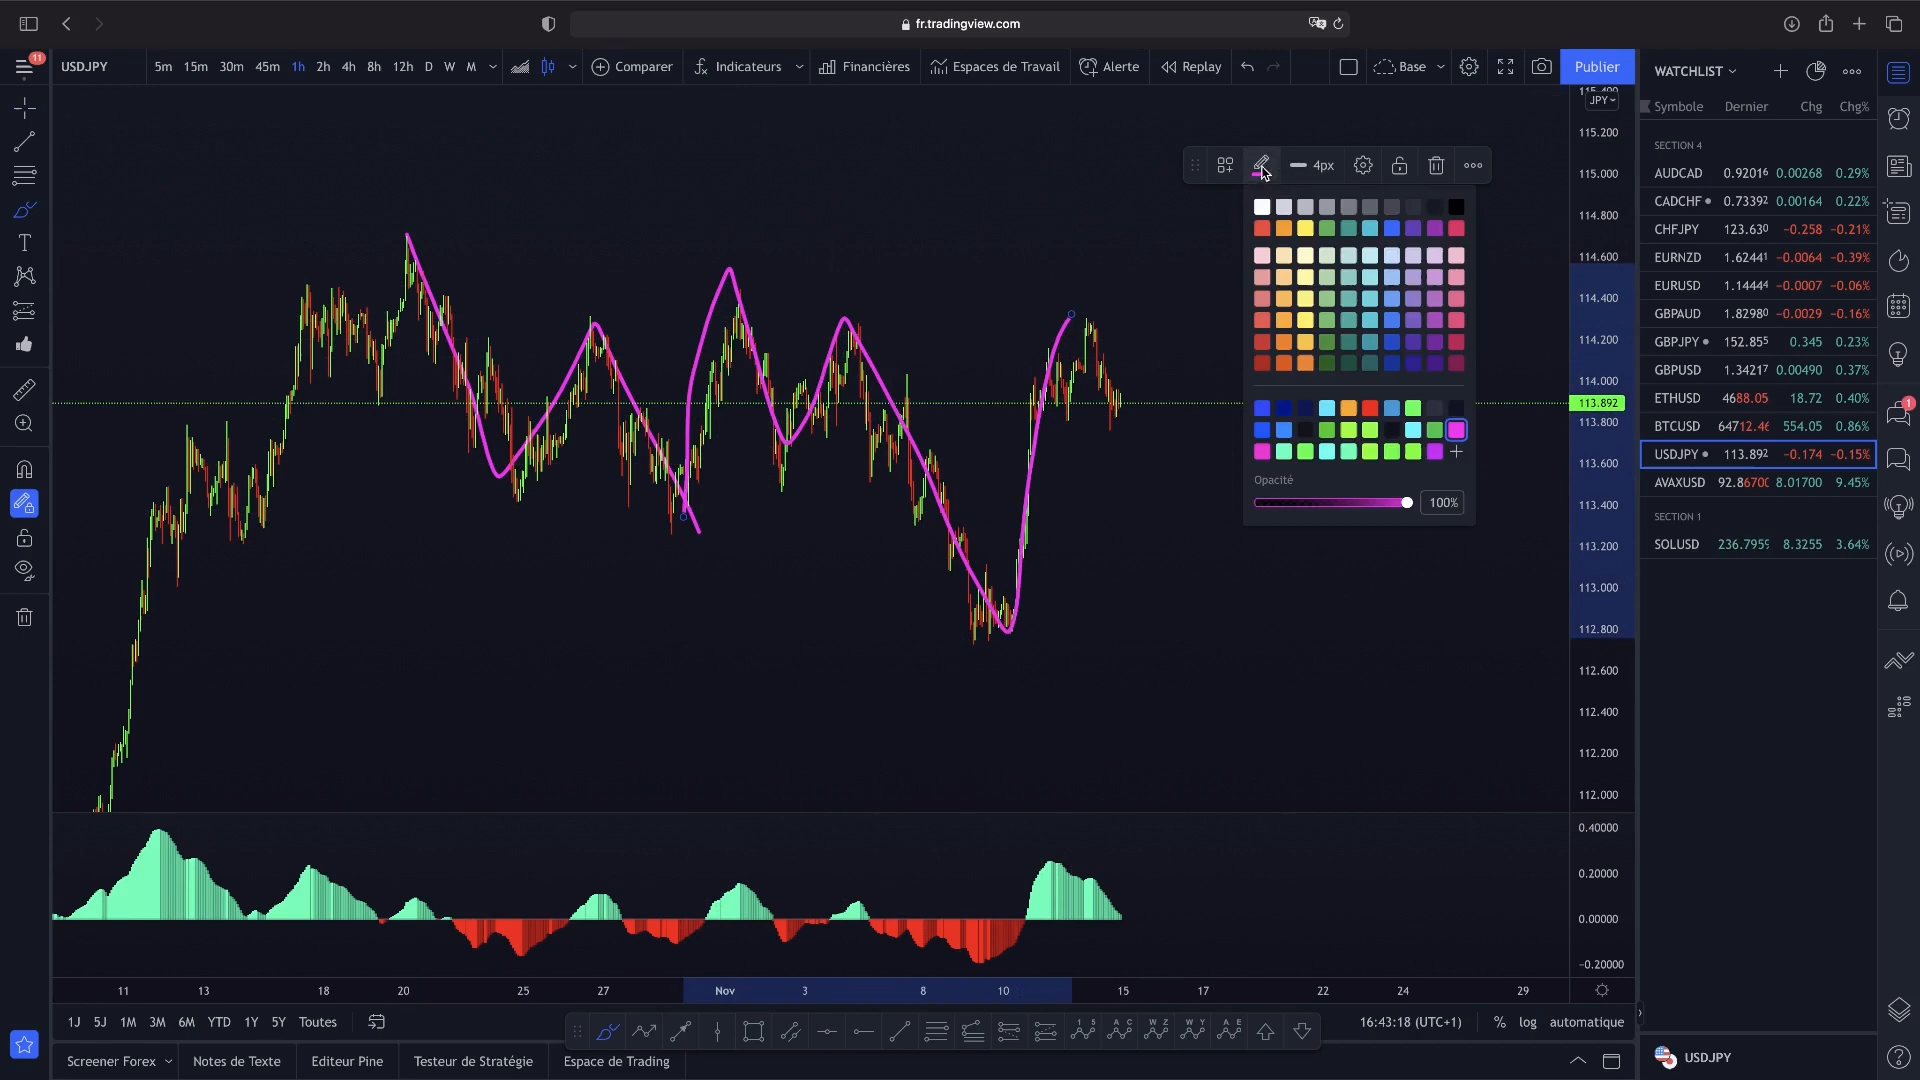 fr.tradingview.com
11
USDJPY
5m 15m 30m 45m 1h 2h 4h 8h 12h D W M
Comparer
Indicateurs
Financières
Espaces de Travail
Alerte
Replay
Base
Publier
WATCHLIST
Symbole Dernier Chg Chg%
SECTION 4
AUDCAD 0.92016 0.00268 0.29%
CADCHF 0.73392 0.00164 0.22%
CHFJPY 123.630 −0.258 −0.21%
EURNZD 1.62441 −0.0064 −0.39%
EURUSD 1.14444 −0.0007 −0.06%
GBPAUD 1.82980 −0.0029 −0.16%
GBPJPY 152.855 0.345 0.23%
GBPUSD 1.34217 0.00490 0.37%
ETHUSD 4688.05 18.72 0.40%
BTCUSD 64712.46 554.05 0.86%
USDJPY 113.892 −0.174 −0.15%
AVAXUSD 92.8670 8.01700 9.45%
SECTION 1
SOLUSD 236.795 8.3255 3.64%
1
4px
Opacité
100%
115.400
JPY
115.200
115.000
114.800
114.600
114.400
114.200
114.000
113.892
113.800
113.600
113.400
113.200
113.000
112.800
112.600
112.400
112.200
112.000
0.40000
0.20000
0.00000
−0.20000
11 13 18 20 25 27 Nov 3 8 10 15 17 22 24 29
1J 5J 1M 3M 6M YTD 1Y 5Y Toutes
16:43:18 (UTC+1)
% log automatique
Screener Forex
Notes de Texte
Editeur Pine
Testeur de Stratégie
Espace de Trading
USDJPY